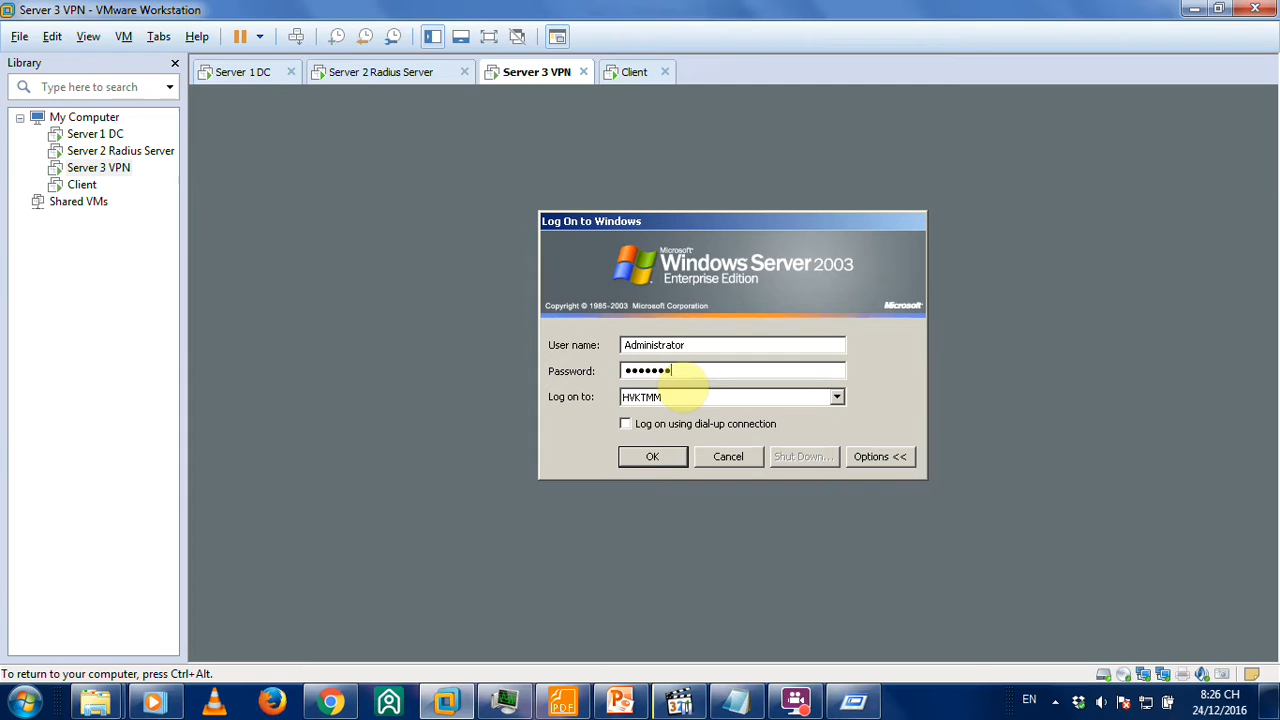 Server 3 VPN - VMware Workstation
File Edit View VM Tabs Help
Library
Type here to search
My Computer
Server 1 DC
Server 2 Radius Server
Server 3 VPN
Client
Shared VMs
Server 1 DC
Server 2 Radius Server
Server 3 VPN
Client
Log On to Windows
Microsoft
Windows Server 2003
Enterprise Edition
Copyright © 1985-2003 Microsoft Corporation
Microsoft
User name: Administrator
Password: ●●●●●●●
Log on to: HVKTMM
Log on using dial-up connection
OK Cancel Shut Down... Options <<
To return to your computer, press Ctrl+Alt.
PDF
EN
8:26 CH
24/12/2016